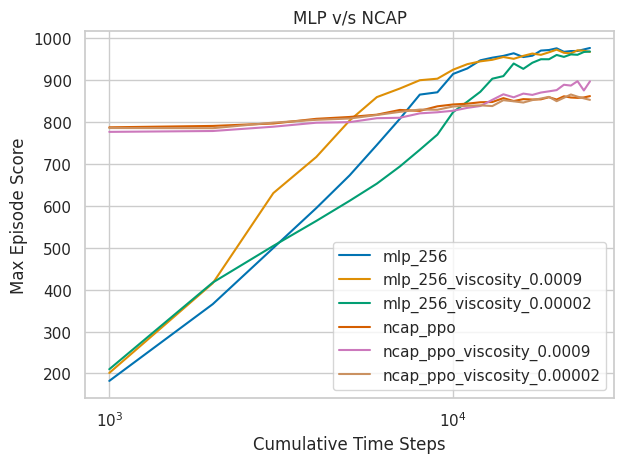 MLP v/s NCAP
Max Episode Score
1000
900
800
700
600
500
400
300
200
mlp_256
mlp_256_viscosity_0.0009
mlp_256_viscosity_0.00002
ncap_ppo
ncap_ppo_viscosity_0.0009
ncap_ppo_viscosity_0.00002
10³
10⁴
Cumulative Time Steps